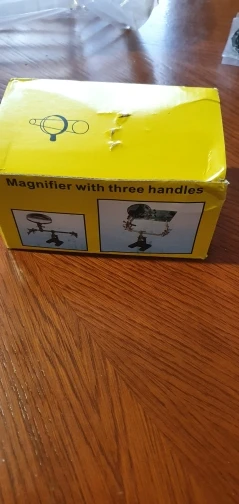 Magnifier with three handles